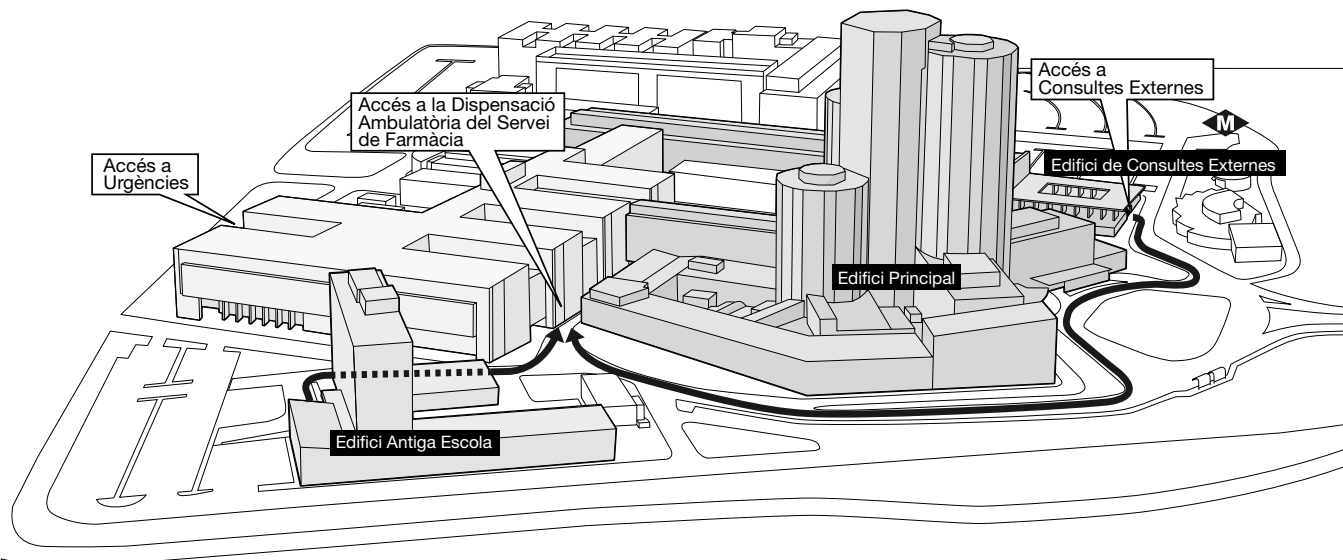 Accés a
Consultes Externes
M
Edifici de Consultes Externes
Accés a la Dispensació
Ambulatòria del Servei
de Farmàcia
Accés a
Urgències
Edifici Principal
Edifici Antiga Escola